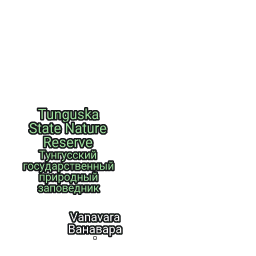 Tunguska
State Nature
Reserve
Тунгусский
государственный
природный
заповедник
Vanavara
Ванавара